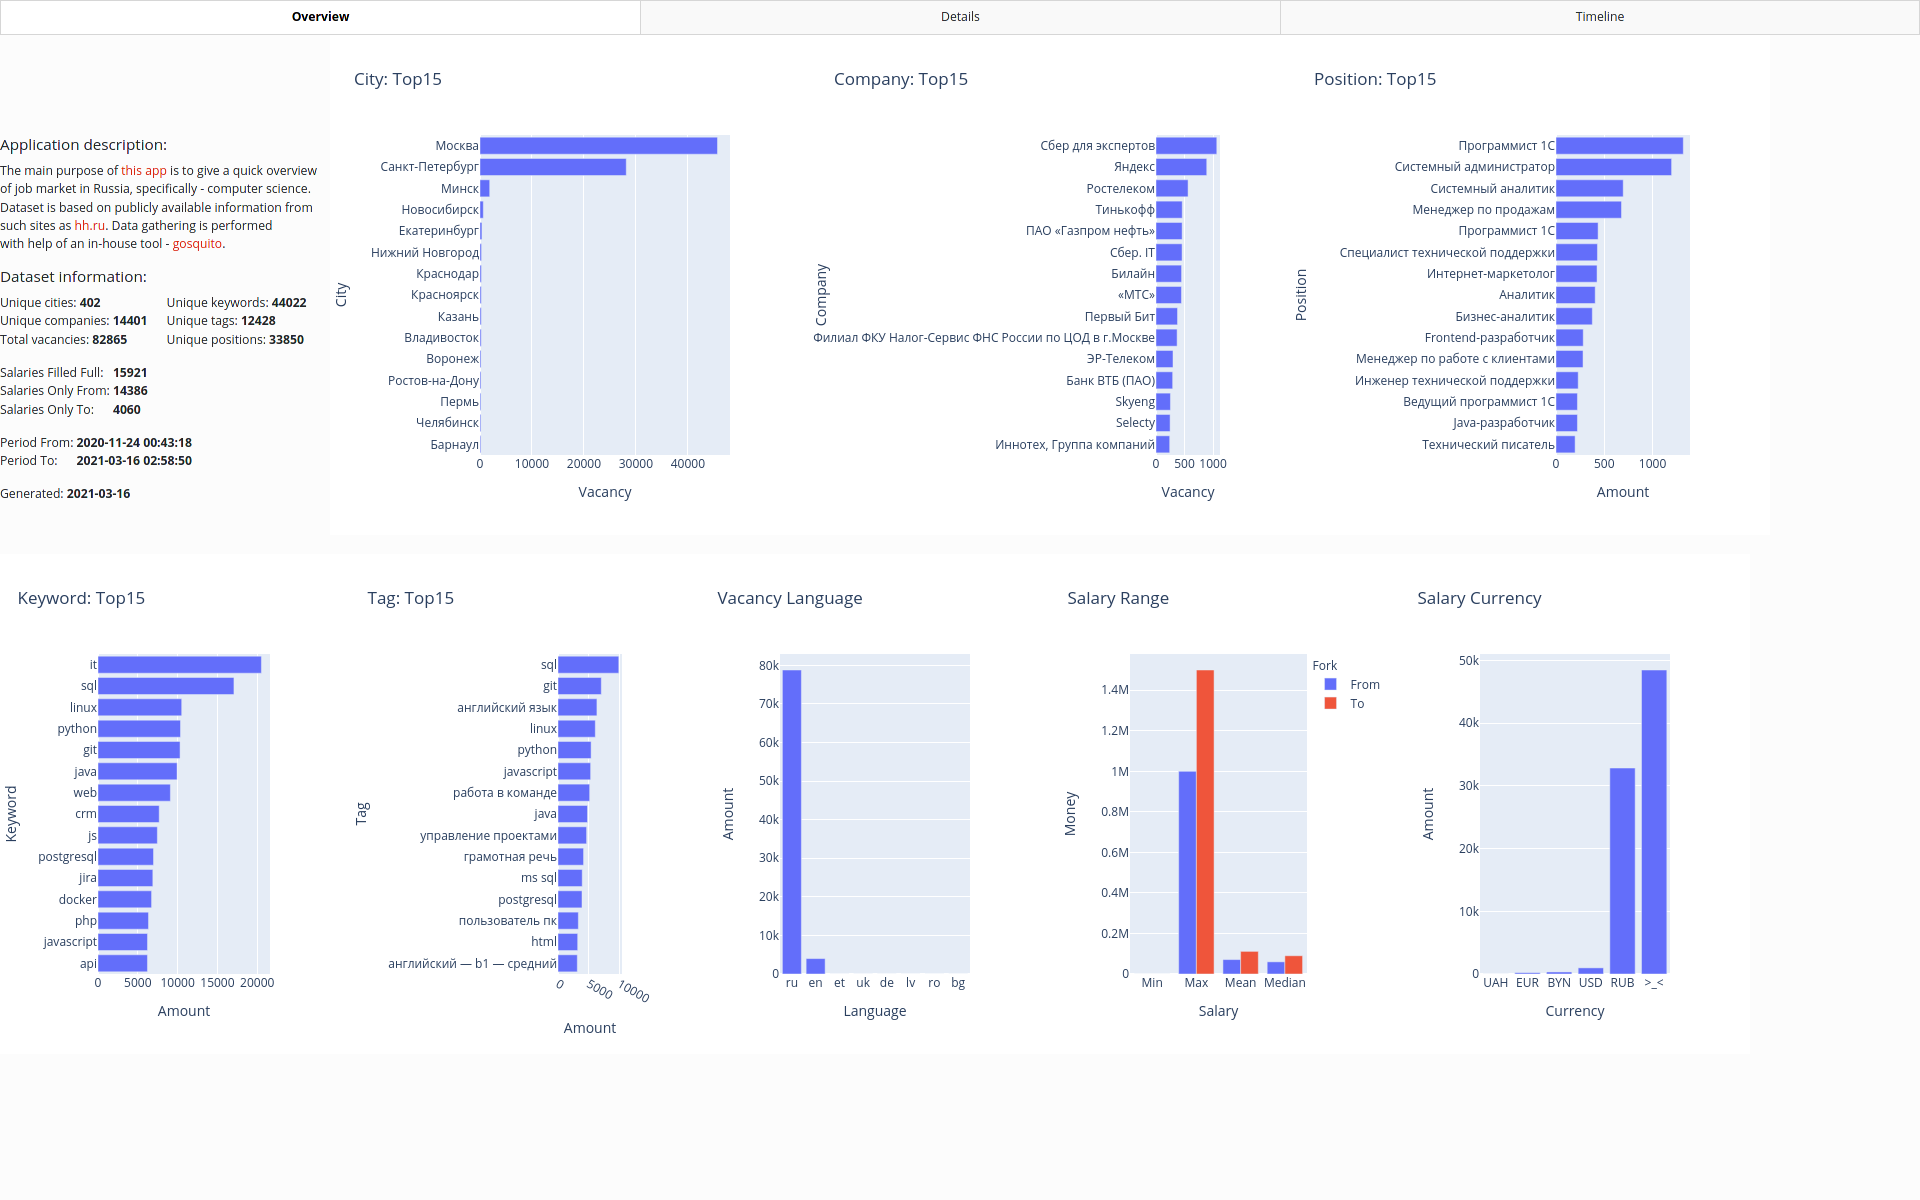 Overview
Details
Timeline
Application description:
The main purpose of this app is to give a quick overview
of job market in Russia, specifically - computer science.
Dataset is based on publicly available information from
such sites as hh.ru. Data gathering is performed
with help of an in-house tool - gosquito.
Dataset information:
Unique cities: 402 Unique keywords: 44022
Unique companies: 14401 Unique tags: 12428
Total vacancies: 82865 Unique positions: 33850
Salaries Filled Full: 15921
Salaries Only From: 14386
Salaries Only To: 4060
Period From: 2020-11-24 00:43:18
Period To: 2021-03-16 02:58:50
Generated: 2021-03-16
City: Top15
City
Москва
Санкт-Петербург
Минск
Новосибирск
Екатеринбург
Нижний Новгород
Краснодар
Красноярск
Казань
Владивосток
Воронеж
Ростов-на-Дону
Пермь
Челябинск
Барнаул
0 10000 20000 30000 40000
Vacancy
Company: Top15
Company
Сбер для экспертов
Яндекс
Ростелеком
Тинькофф
ПАО «Газпром нефть»
Сбер. IT
Билайн
«МТС»
Первый Бит
Филиал ФКУ Налог-Сервис ФНС России по ЦОД в г.Москве
ЭР-Телеком
Банк ВТБ (ПАО)
Skyeng
Selecty
Иннотех, Группа компаний
0 500 1000
Vacancy
Position: Top15
Position
Программист 1С
Системный администратор
Системный аналитик
Менеджер по продажам
Программист 1C
Специалист технической поддержки
Интернет-маркетолог
Аналитик
Бизнес-аналитик
Frontend-разработчик
Менеджер по работе с клиентами
Инженер технической поддержки
Ведущий программист 1С
Java-разработчик
Технический писатель
0 500 1000
Amount
Keyword: Top15
Keyword
it
sql
linux
python
git
java
web
crm
js
postgresql
jira
docker
php
javascript
api
0 5000 10000 15000 20000
Amount
Tag: Top15
Tag
sql
git
английский язык
linux
python
javascript
работа в команде
java
управление проектами
грамотная речь
ms sql
postgresql
пользователь пк
html
английский — b1 — средний
0 5000 10000
Amount
Vacancy Language
Amount
80k
70k
60k
50k
40k
30k
20k
10k
0
ru en et uk de lv ro bg
Language
Salary Range
Money
1.4M
1.2M
1M
0.8M
0.6M
0.4M
0.2M
0
Min Max Mean Median
Salary
Fork
From
To
Salary Currency
Amount
50k
40k
30k
20k
10k
0
UAH EUR BYN USD RUB >_<
Currency